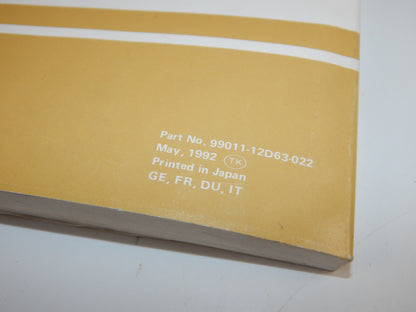 Part No. 99011-12D63-022
May, 1992 TK
Printed in Japan
GE, FR, DU, IT